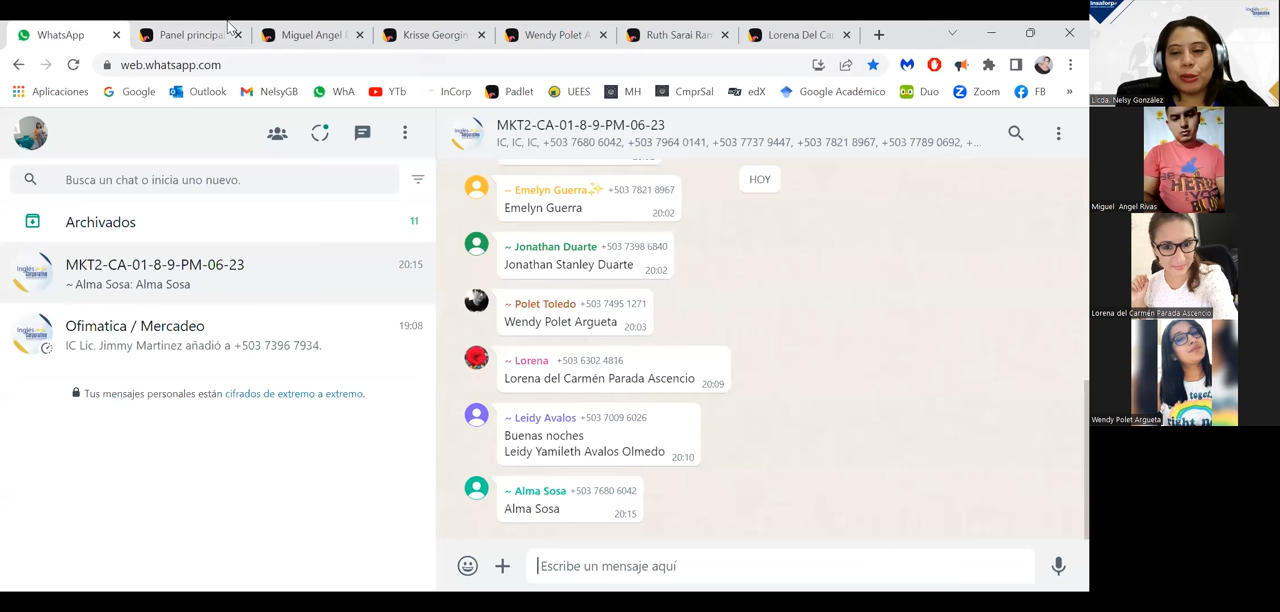 WhatsApp
Panel principa
Miguel Angel
Krisse Georgin
Wendy Polet A
Ruth Sarai Ran
Lorena Del Car
web.whatsapp.com
Aplicaciones
Google
Outlook
NelsyGB
WhA
YTb
InCorp
Padlet
UEES
MH
CmprSal
edX
Google Académico
Duo
Zoom
FB
»
MKT2-CA-01-8-9-PM-06-23
IC, IC, IC, +503 7680 6042, +503 7964 0141, +503 7737 9447, +503 7821 8967, +503 7789 0692, +...
Busca un chat o inicia uno nuevo.
Archivados
11
MKT2-CA-01-8-9-PM-06-23
20:15
~ Alma Sosa: Alma Sosa
Ofimatica / Mercadeo
19:08
IC Lic. Jimmy Martinez añadió a +503 7396 7934.
Tus mensajes personales están cifrados de extremo a extremo.
HOY
~ Emelyn Guerra✨ +503 7821 8967
Emelyn Guerra
20:02
~ Jonathan Duarte +503 7398 6840
Jonathan Stanley Duarte
20:02
~ Polet Toledo +503 7495 1271
Wendy Polet Argueta
20:03
~ Lorena +503 6302 4816
Lorena del Carmén Parada Ascencio
20:09
~ Leidy Avalos +503 7009 6026
Buenas noches
Leidy Yamileth Avalos Olmedo
20:10
~ Alma Sosa +503 7680 6042
Alma Sosa
20:15
Escribe un mensaje aquí
Insaforp
Licda. Nelsy González
Miguel Angel Rivas
Lorena del Carmén Parada Ascencio
Wendy Polet Argueta